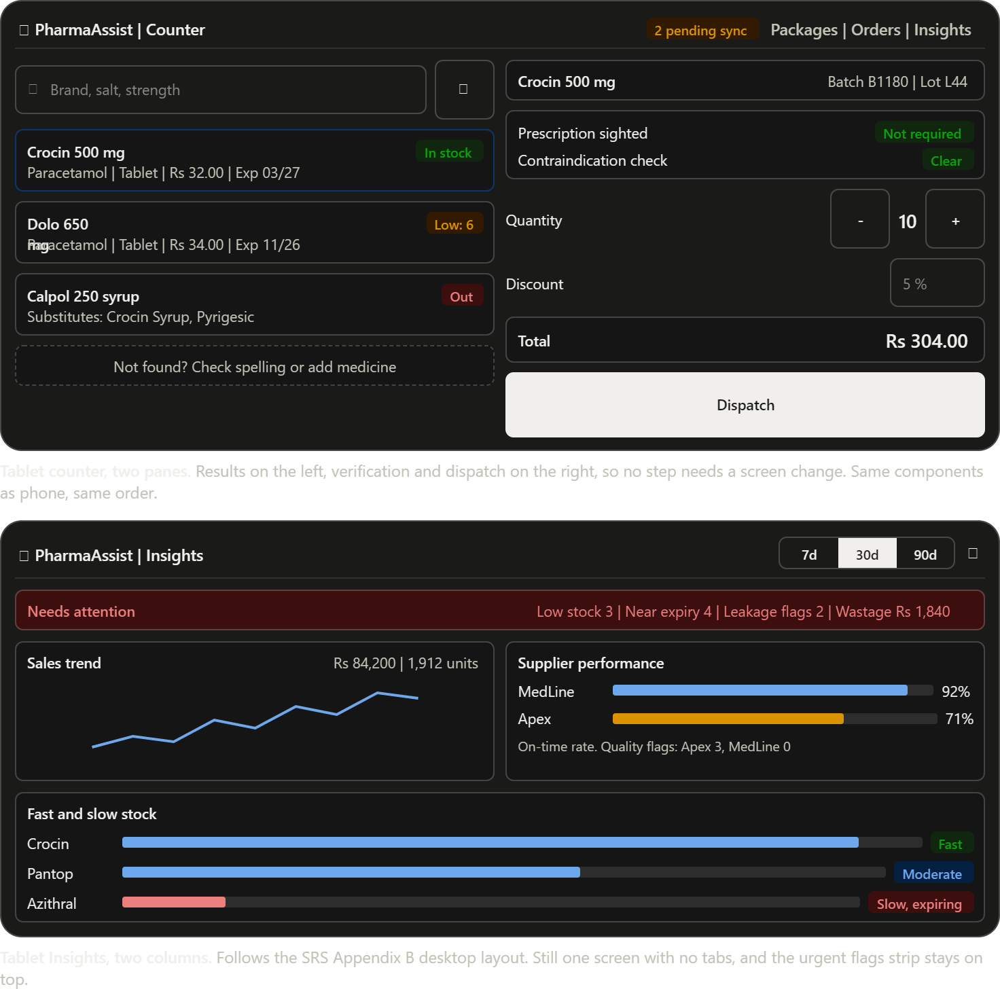 PharmaAssist | Counter
2 pending sync
Packages | Orders | Insights
Brand, salt, strength
Crocin 500 mg
In stock
Paracetamol | Tablet | Rs 32.00 | Exp 03/27
Dolo 650
mg
Low: 6
Paracetamol | Tablet | Rs 34.00 | Exp 11/26
Calpol 250 syrup
Out
Substitutes: Crocin Syrup, Pyrigesic
Not found? Check spelling or add medicine
Crocin 500 mg
Batch B1180 | Lot L44
Prescription sighted
Not required
Contraindication check
Clear
Quantity
- 10 +
Discount
5 %
Total
Rs 304.00
Dispatch
Tablet counter, two panes. Results on the left, verification and dispatch on the right, so no step needs a screen change. Same components
as phone, same order.
PharmaAssist | Insights
7d 30d 90d
Needs attention
Low stock 3 | Near expiry 4 | Leakage flags 2 | Wastage Rs 1,840
Sales trend
Rs 84,200 | 1,912 units
Supplier performance
MedLine 92%
Apex 71%
On-time rate. Quality flags: Apex 3, MedLine 0
Fast and slow stock
Crocin Fast
Pantop Moderate
Azithral Slow, expiring
Tablet Insights, two columns. Follows the SRS Appendix B desktop layout. Still one screen with no tabs, and the urgent flags strip stays on
top.